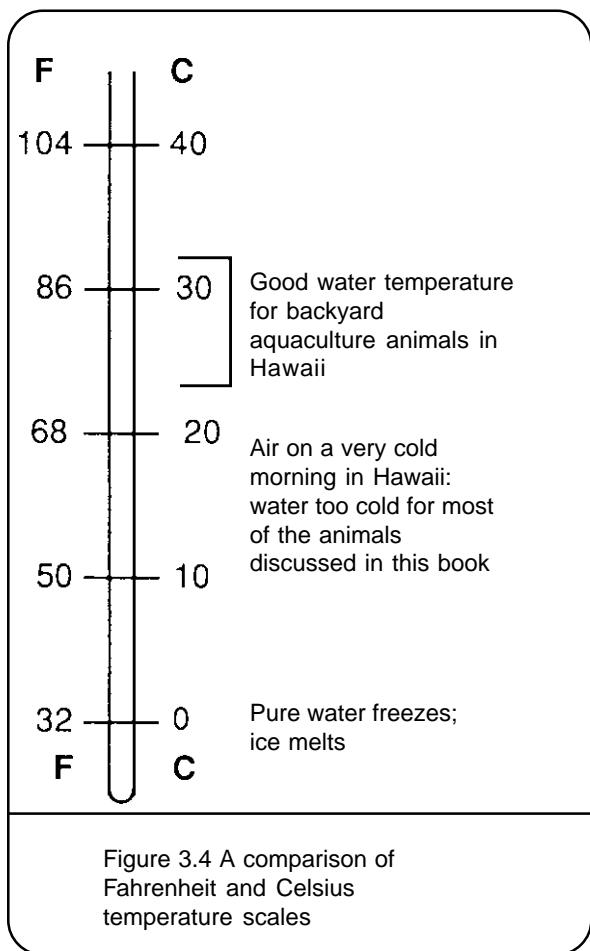 F C
104 40
86 30
Good water temperature
for backyard
aquaculture animals in
Hawaii
68 20
Air on a very cold
morning in Hawaii:
water too cold for most
of the animals
discussed in this book
50 10
32 0
Pure water freezes;
ice melts
F C
Figure 3.4 A comparison of
Fahrenheit and Celsius
temperature scales